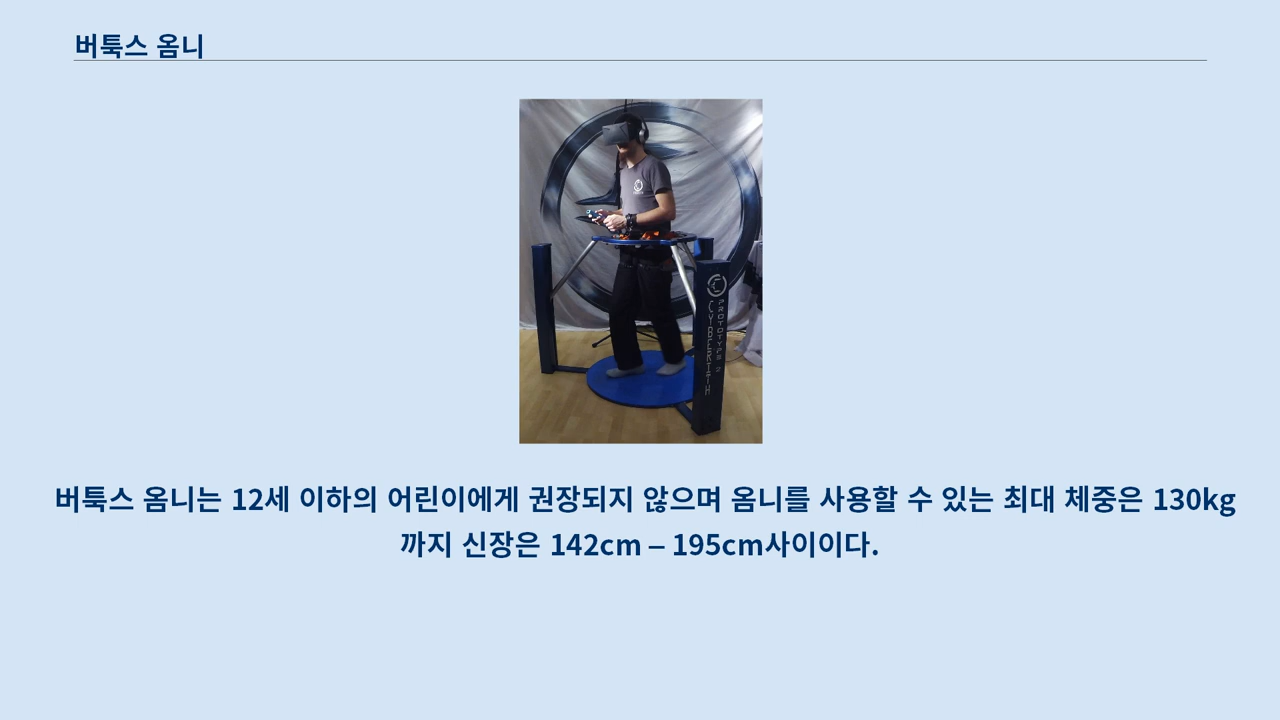 버툭스 옴니
PROTOTYPE 2
CYBERITH
버툭스 옴니는 12세 이하의 어린이에게 권장되지 않으며 옴니를 사용할 수 있는 최대 체중은 130kg
까지 신장은 142cm – 195cm사이이다.